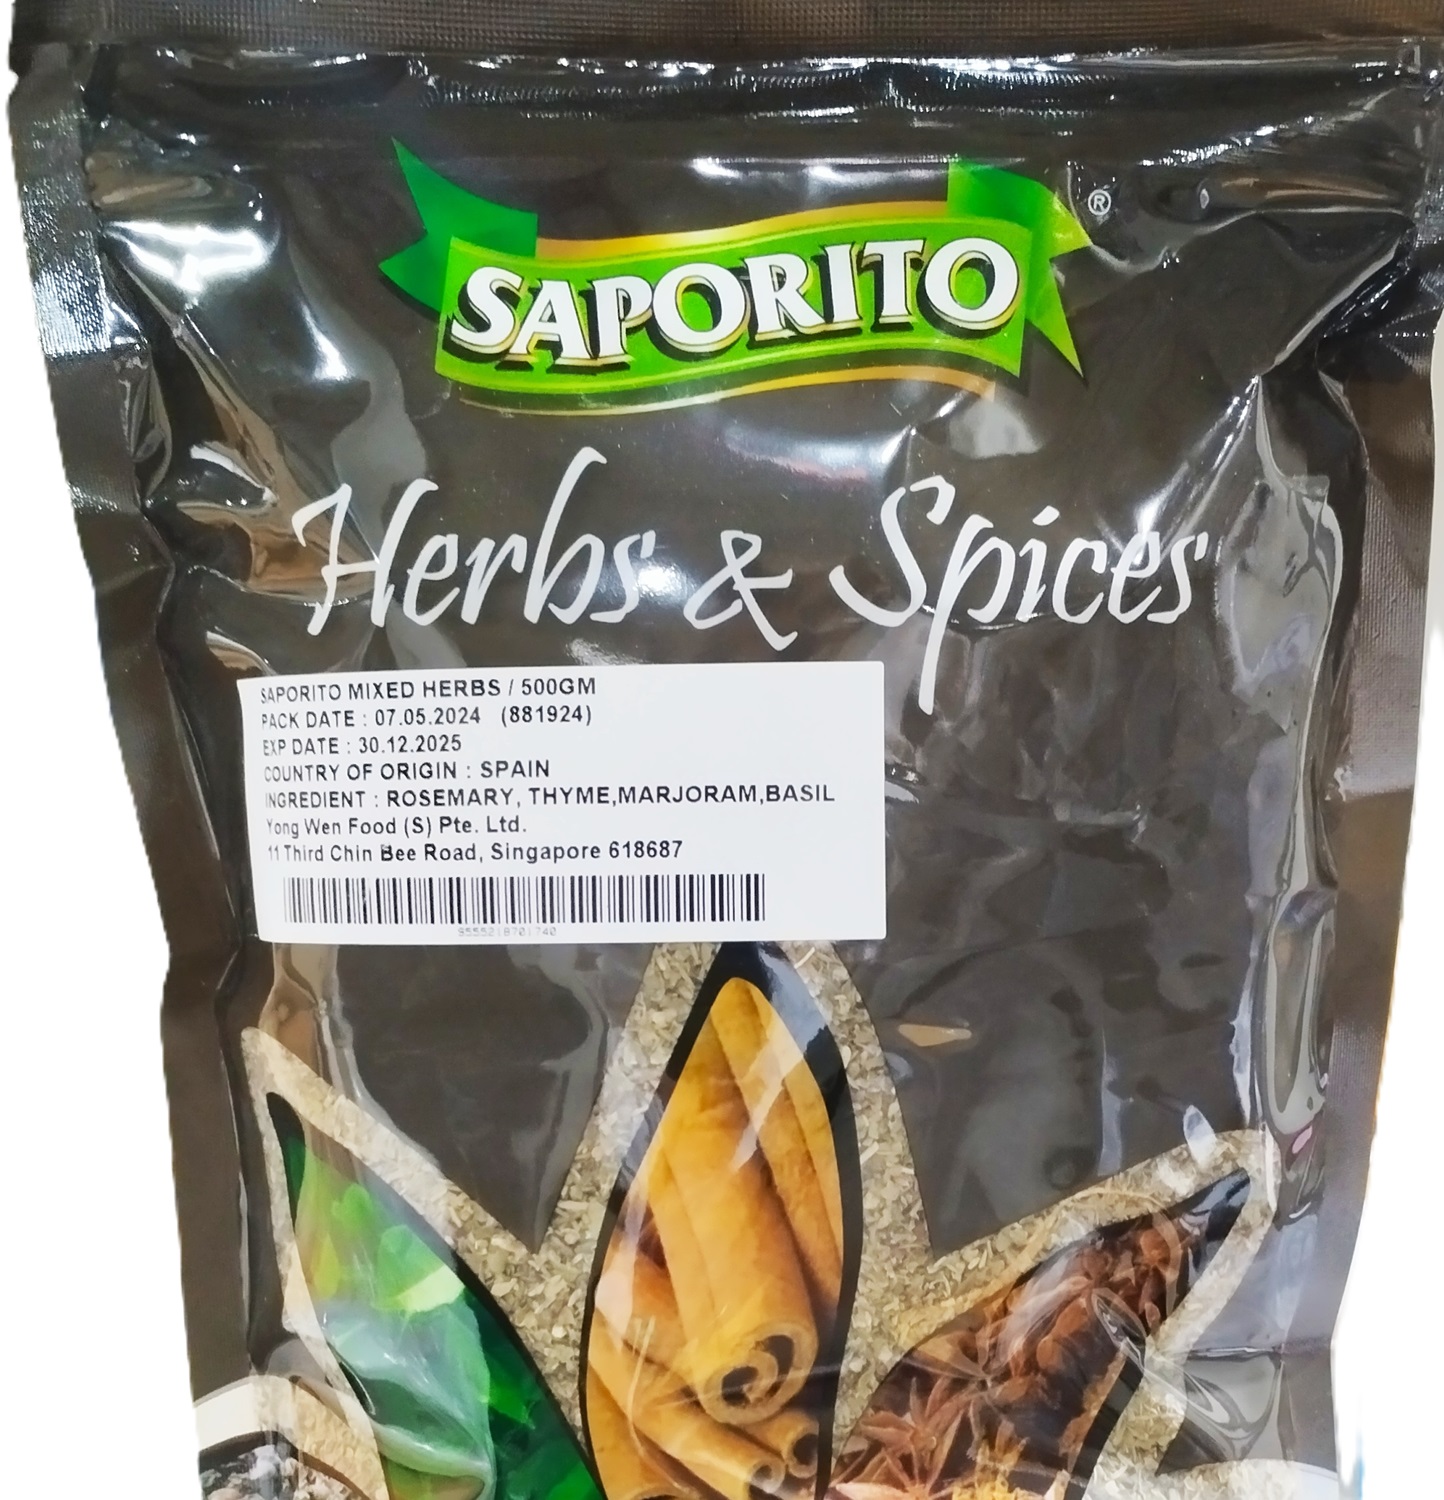 SAPORITO
®
Herbs & Spices
SAPORITO MIXED HERBS / 500GM
PACK DATE : 07.05.2024 (881924)
EXP DATE : 30.12.2025
COUNTRY OF ORIGIN : SPAIN
INGREDIENT : ROSEMARY, THYME,MARJORAM,BASIL
Yong Wen Food (S) Pte. Ltd.
11 Third Chin Bee Road, Singapore 618687
9555218701740